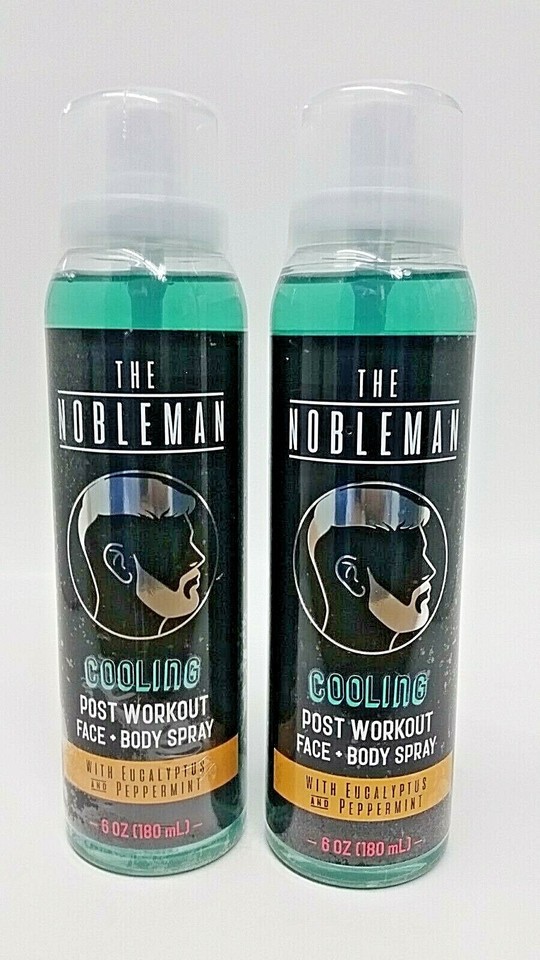 THE
NOBLEMAN
COOLING
POST WORKOUT
FACE + BODY SPRAY
WITH EUCALYPTUS
AND PEPPERMINT
– 6 OZ (180 mL) –
THE
NOBLEMAN
COOLING
POST WORKOUT
FACE + BODY SPRAY
WITH EUCALYPTUS
AND PEPPERMINT
– 6 OZ (180 mL) –